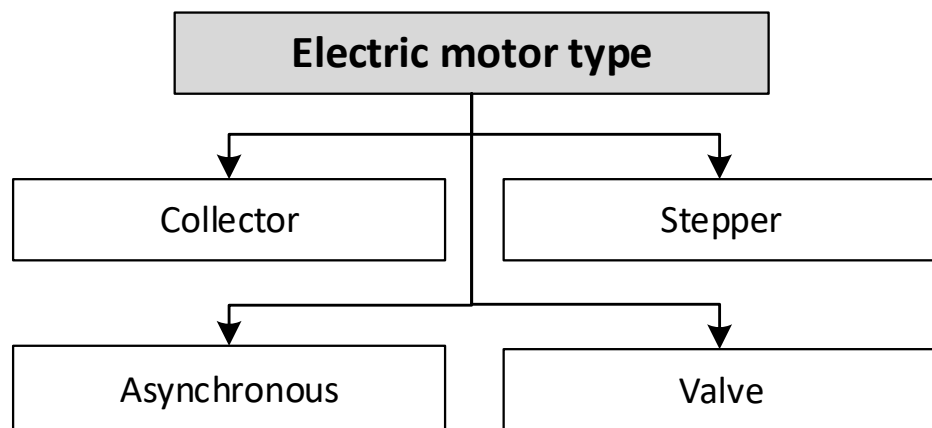 Electric motor type
Collector
Stepper
Asynchronous
Valve